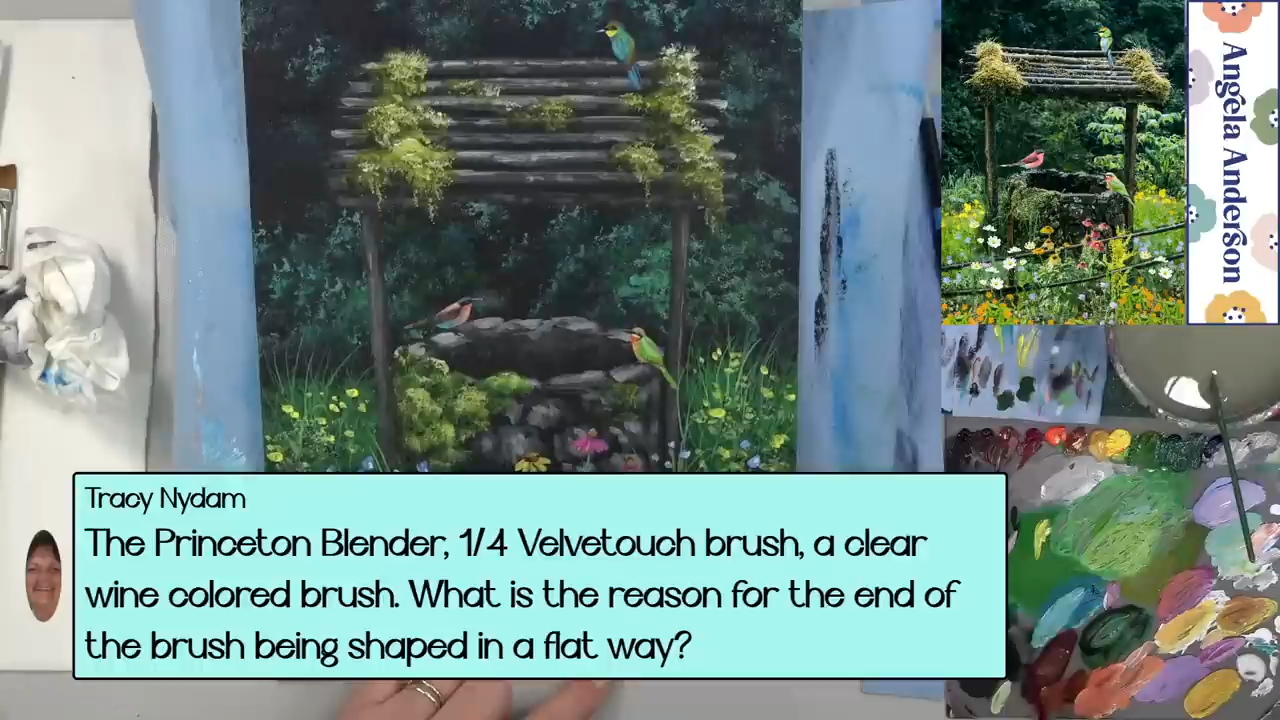 Angela Anderson
Tracy Nydam
The Princeton Blender, 1/4 Velvetouch brush, a clear
wine colored brush. What is the reason for the end of
the brush being shaped in a flat way?